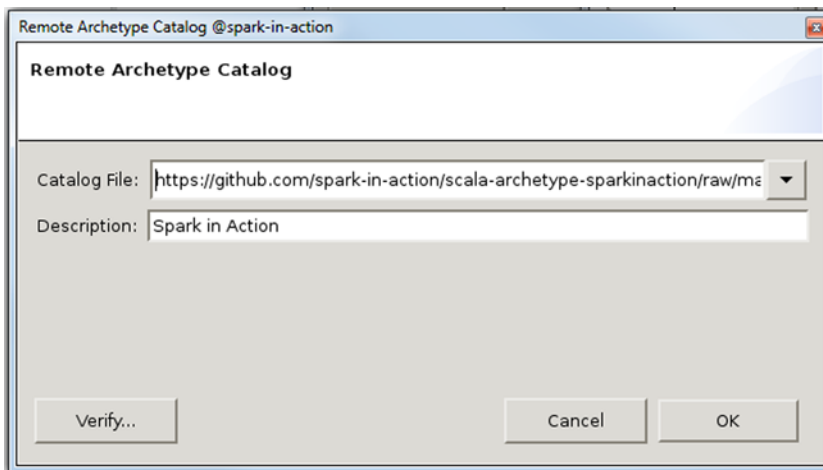 Remote Archetype Catalog @spark-in-action
Remote Archetype Catalog
Catalog File: https://github.com/spark-in-action/scala-archetype-sparkinaction/raw/ma
Description: Spark in Action
Verify... Cancel OK